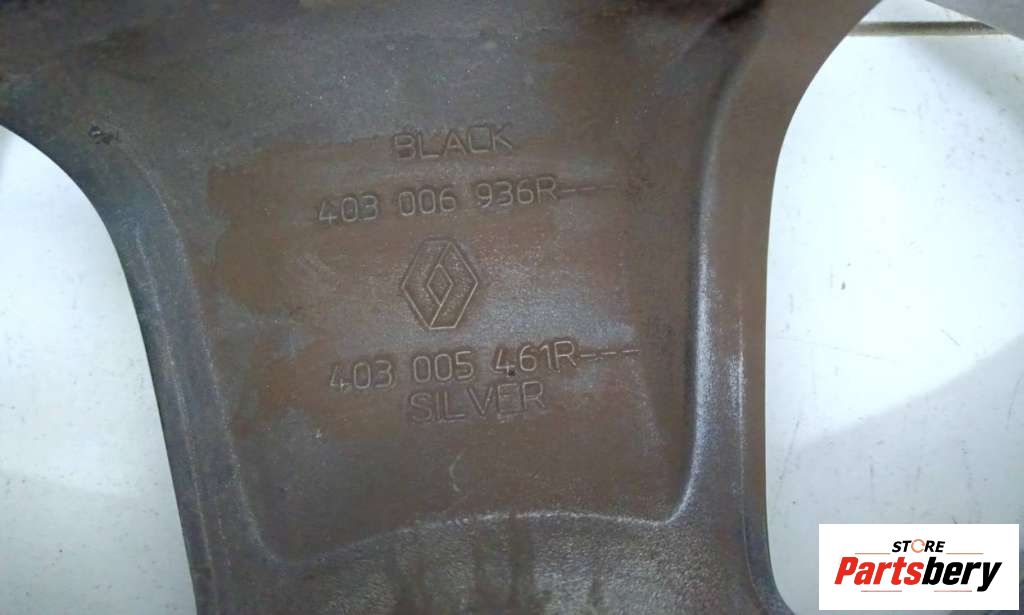 BLACK
403 006 936R---
403 005 461R---
SILVER
STORE
Partsbery